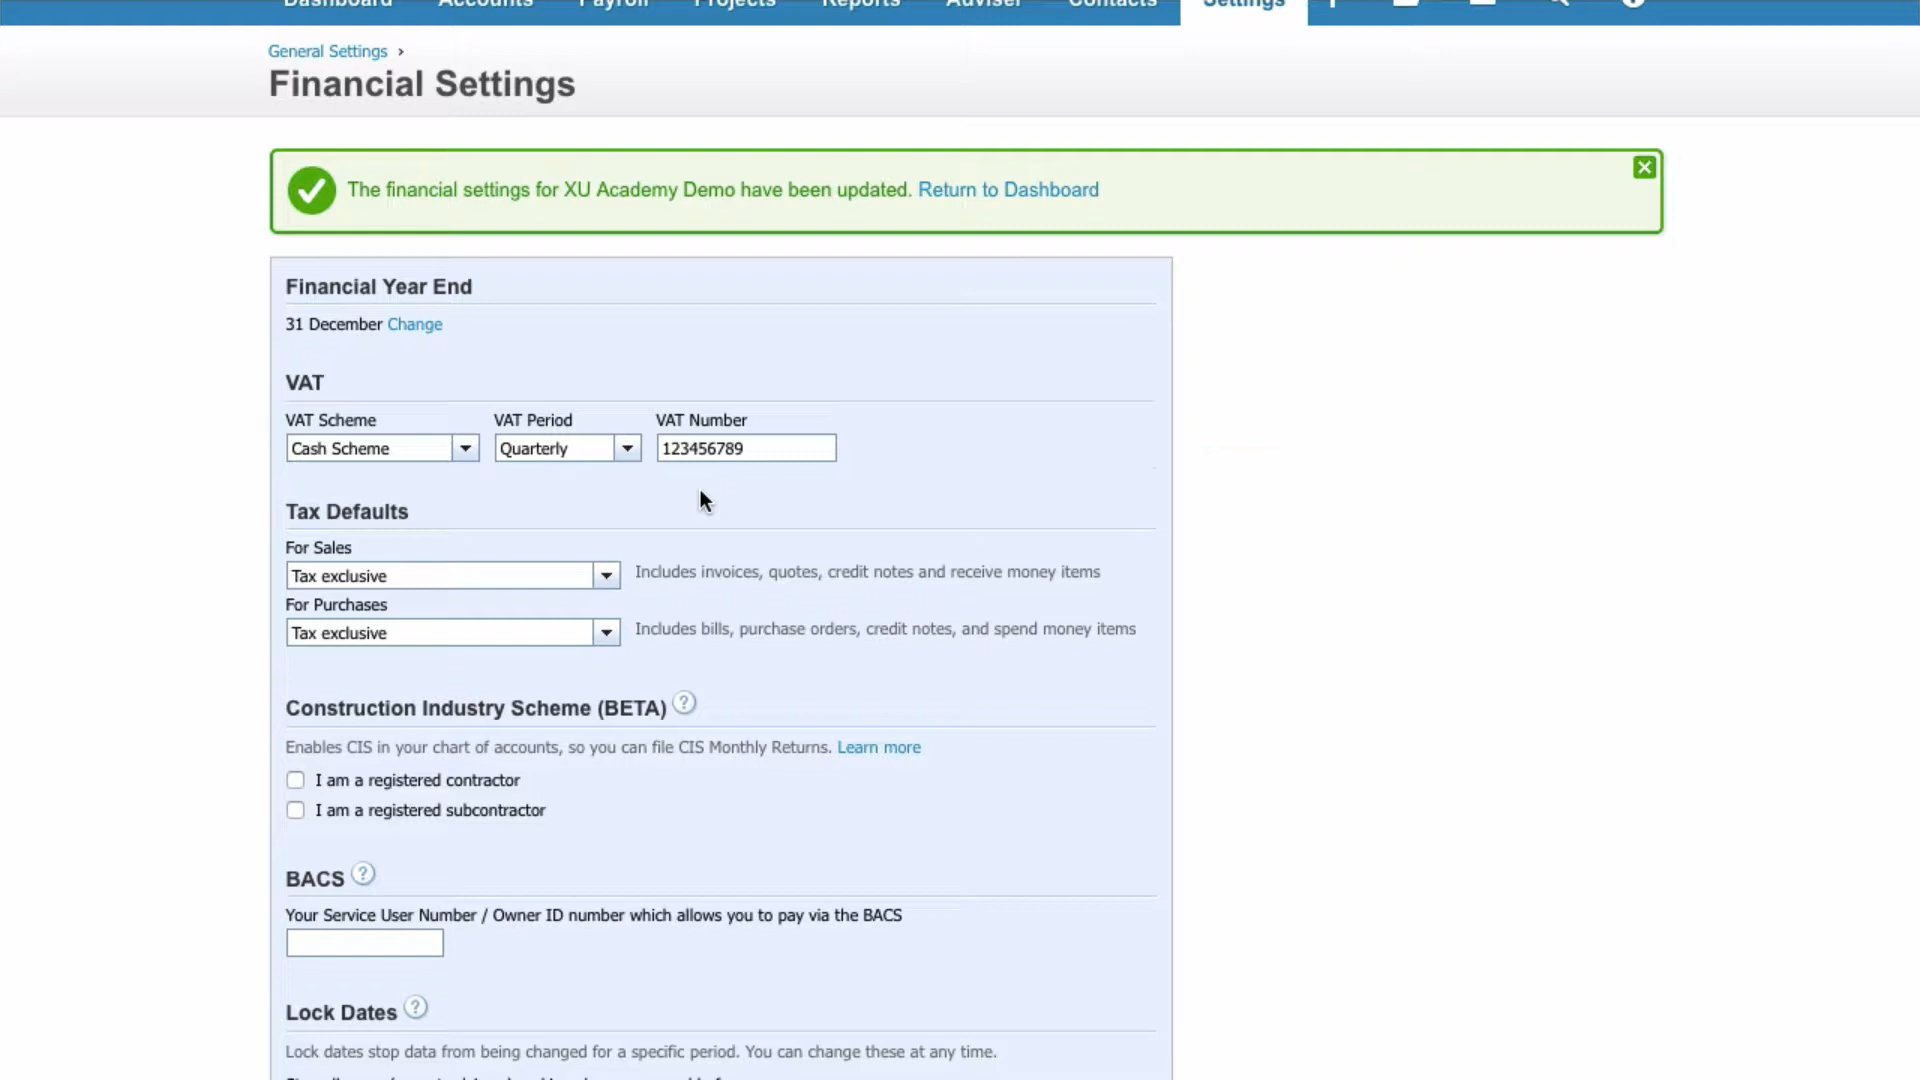 Dashboard Accounts Payroll Projects Reports Adviser Contacts Settings
General Settings ›
Financial Settings
The financial settings for XU Academy Demo have been updated. Return to Dashboard
Financial Year End
31 December Change
VAT
VAT Scheme VAT Period VAT Number
Cash Scheme Quarterly 123456789
Tax Defaults
For Sales
Tax exclusive Includes invoices, quotes, credit notes and receive money items
For Purchases
Tax exclusive Includes bills, purchase orders, credit notes, and spend money items
Construction Industry Scheme (BETA) ?
Enables CIS in your chart of accounts, so you can file CIS Monthly Returns. Learn more
I am a registered contractor
I am a registered subcontractor
BACS ?
Your Service User Number / Owner ID number which allows you to pay via the BACS
Lock Dates ?
Lock dates stop data from being changed for a specific period. You can change these at any time.